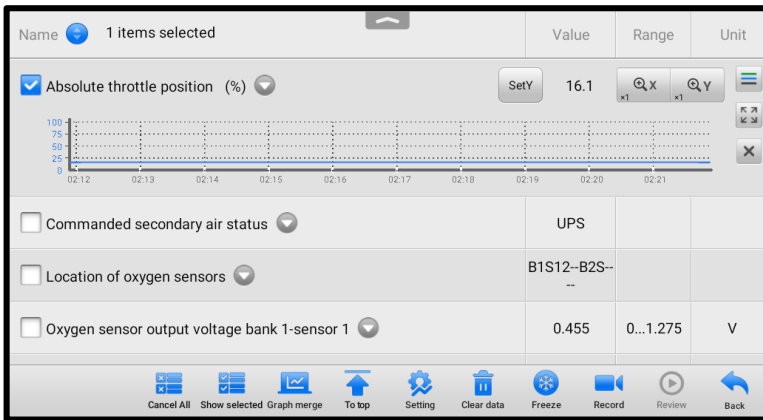 Name 1 items selected Value Range Unit
Absolute throttle position (%) SetY 16.1 ×1 X ×1 Y
100
75
50
25
0
02:12 02:13 02:14 02:15 02:16 02:17 02:18 02:19 02:20 02:21
Commanded secondary air status UPS
Location of oxygen sensors B1S12--B2S--
--
Oxygen sensor output voltage bank 1-sensor 1 0.455 0...1.275 V
Cancel All Show selected Graph merge To top Setting Clear data Freeze Record Review Back